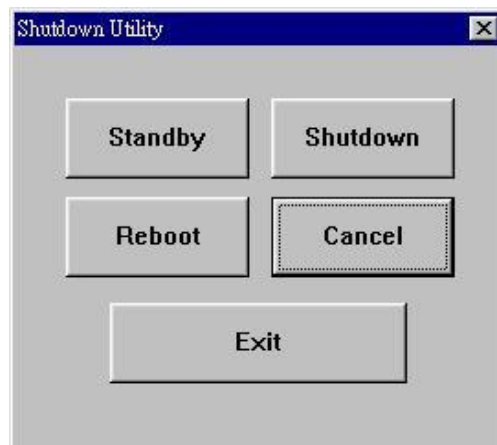 Shutdown Utility
Standby
Shutdown
Reboot
Cancel
Exit